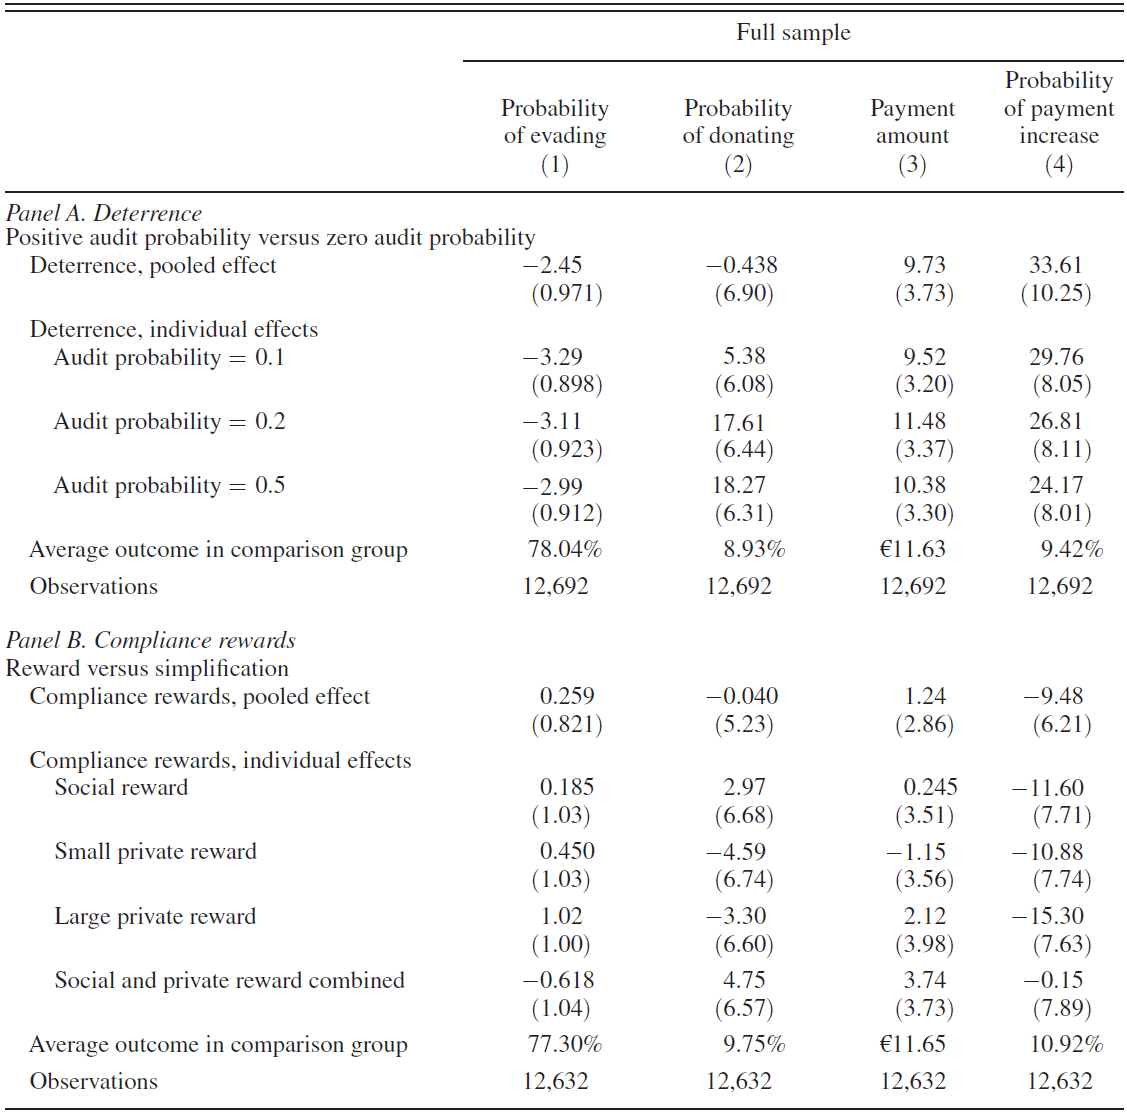 Full sample
Probability of evading (1) Probability of donating (2) Payment amount (3) Probability of payment increase (4)
Panel A. Deterrence
Positive audit probability versus zero audit probability
Deterrence, pooled effect −2.45 −0.438 9.73 33.61
(0.971) (6.90) (3.73) (10.25)
Deterrence, individual effects
Audit probability = 0.1 −3.29 5.38 9.52 29.76
(0.898) (6.08) (3.20) (8.05)
Audit probability = 0.2 −3.11 17.61 11.48 26.81
(0.923) (6.44) (3.37) (8.11)
Audit probability = 0.5 −2.99 18.27 10.38 24.17
(0.912) (6.31) (3.30) (8.01)
Average outcome in comparison group 78.04% 8.93% €11.63 9.42%
Observations 12,692 12,692 12,692 12,692
Panel B. Compliance rewards
Reward versus simplification
Compliance rewards, pooled effect 0.259 −0.040 1.24 −9.48
(0.821) (5.23) (2.86) (6.21)
Compliance rewards, individual effects
Social reward 0.185 2.97 0.245 −11.60
(1.03) (6.68) (3.51) (7.71)
Small private reward 0.450 −4.59 −1.15 −10.88
(1.03) (6.74) (3.56) (7.74)
Large private reward 1.02 −3.30 2.12 −15.30
(1.00) (6.60) (3.98) (7.63)
Social and private reward combined −0.618 4.75 3.74 −0.15
(1.04) (6.57) (3.73) (7.89)
Average outcome in comparison group 77.30% 9.75% €11.65 10.92%
Observations 12,632 12,632 12,632 12,632